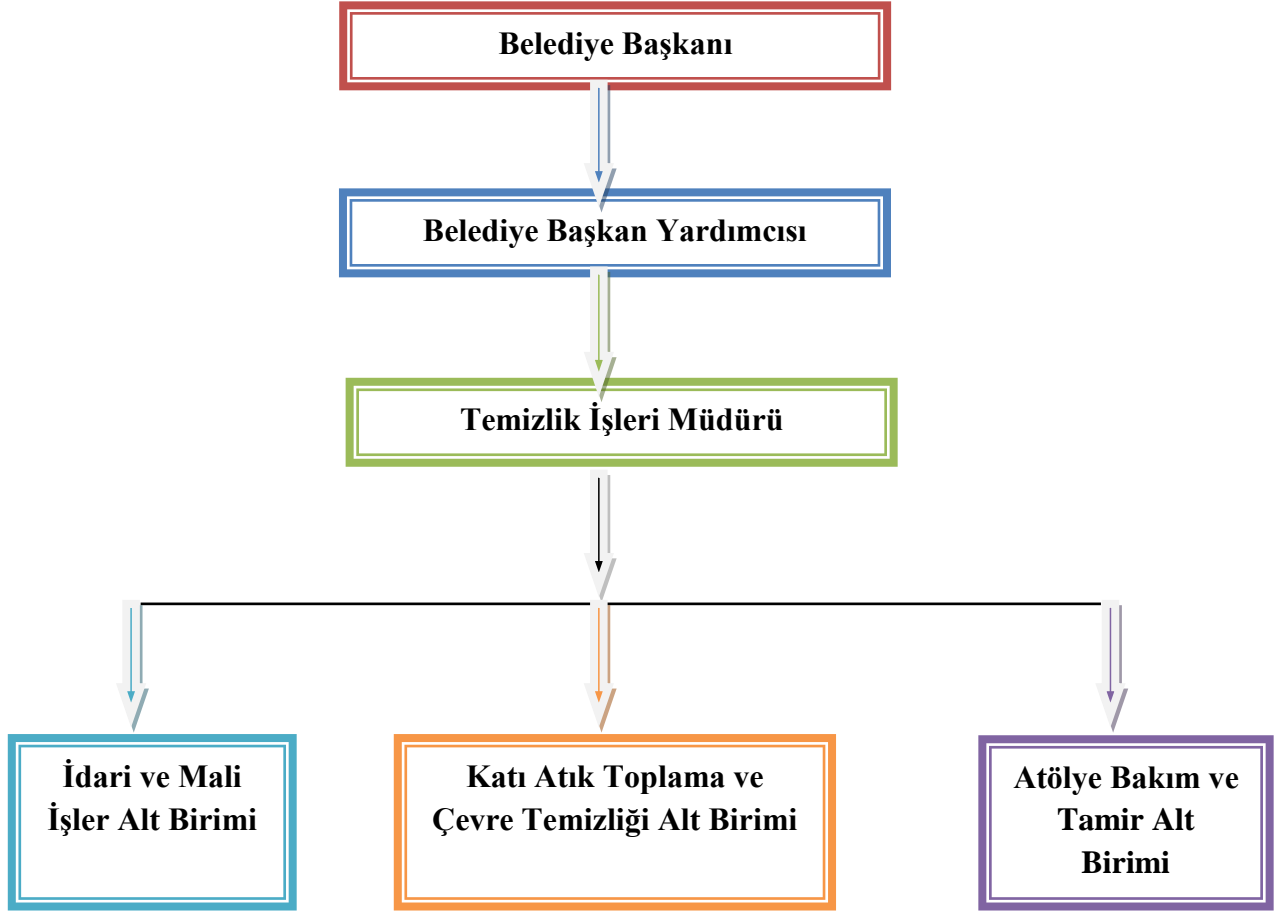 Belediye Başkanı
Belediye Başkan Yardımcısı
Temizlik İşleri Müdürü
İdari ve Mali
İşler Alt Birimi
Katı Atık Toplama ve
Çevre Temizliği Alt Birimi
Atölye Bakım ve
Tamir Alt
Birimi